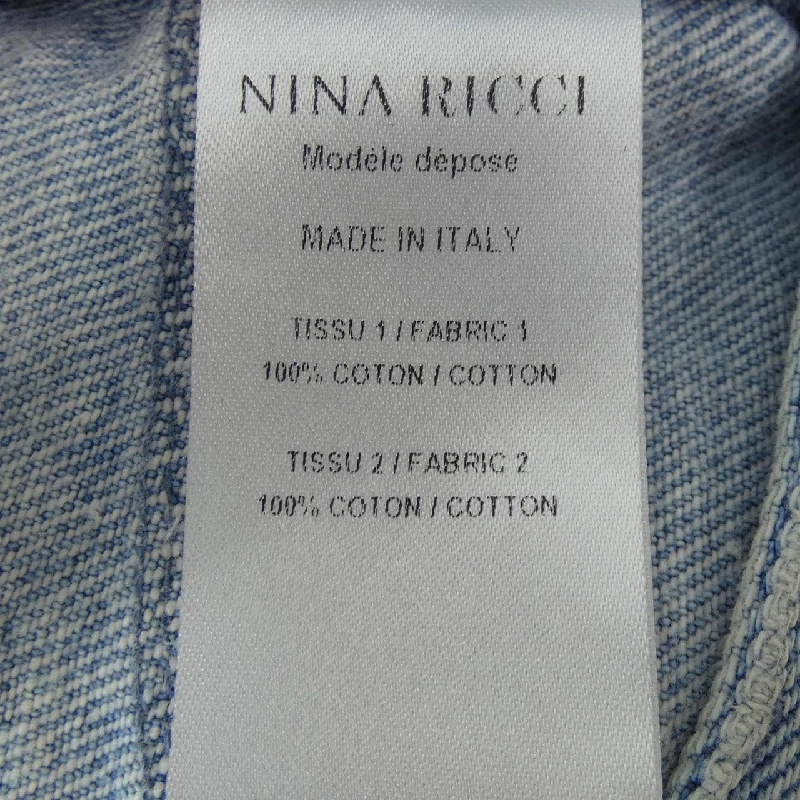 NINA RICCI
Modèle déposé
MADE IN ITALY
TISSU 1 / FABRIC 1
100% COTON / COTTON
TISSU 2 / FABRIC 2
100% COTON / COTTON